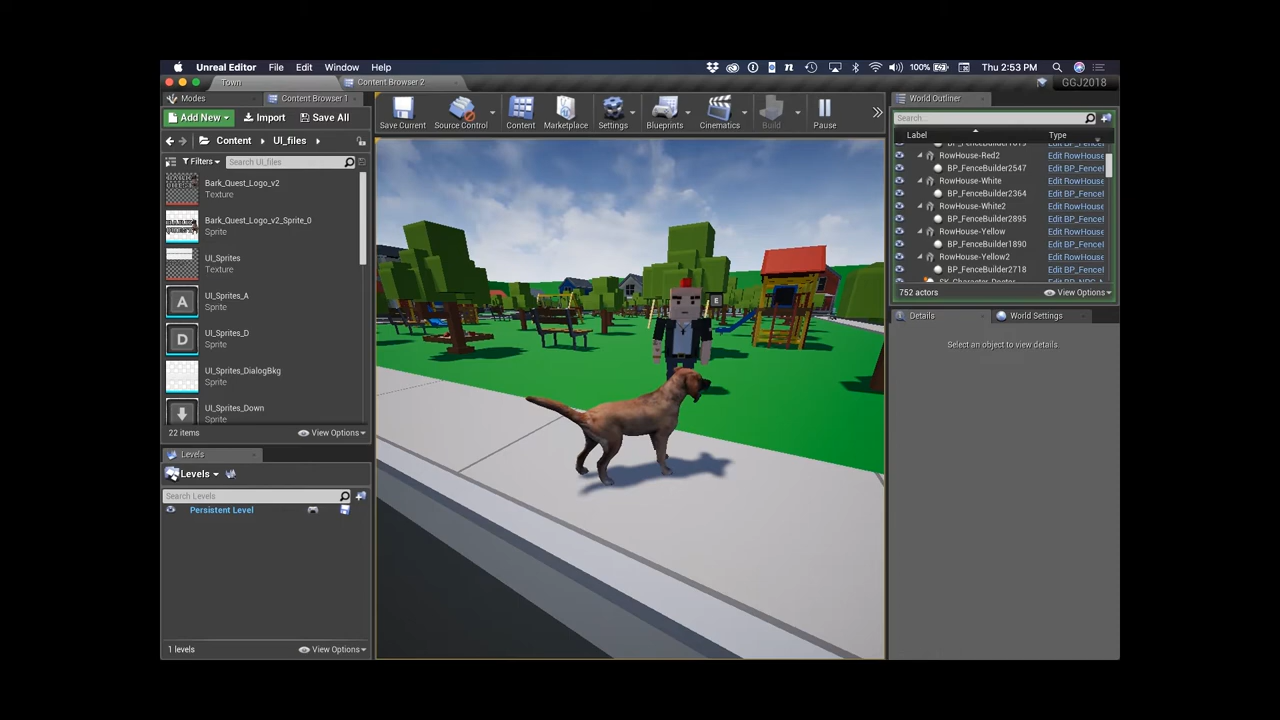 Unreal Editor File Edit Window Help
100% Thu 2:53 PM
Town Content Browser 2 GGJ2018
Modes Content Browser 1
Add New Import Save All
Content UI_files
Filters Search UI_files
Bark_Quest_Logo_v2
Texture
Bark_Quest_Logo_v2_Sprite_0
Sprite
UI_Sprites
Texture
A
UI_Sprites_A
Sprite
D
UI_Sprites_D
Sprite
UI_Sprites_DialogBkg
Sprite
UI_Sprites_Down
Sprite
22 items View Options
Levels
Levels
Search Levels
Persistent Level
1 levels View Options
Save Current Source Control Content Marketplace Settings Blueprints Cinematics Build Pause
E
World Outliner
Search...
Label Type
RowHouse-Red2 Edit RowHouse
BP_FenceBuilder2547 Edit BP_Fence
RowHouse-White Edit RowHouse
BP_FenceBuilder2364 Edit BP_Fence
RowHouse-White2 Edit RowHouse
BP_FenceBuilder2895 Edit BP_Fence
RowHouse-Yellow Edit RowHouse
BP_FenceBuilder1890 Edit BP_Fence
RowHouse-Yellow2 Edit RowHouse
BP_FenceBuilder2718 Edit BP_Fence
752 actors View Options
Details World Settings
Select an object to view details.